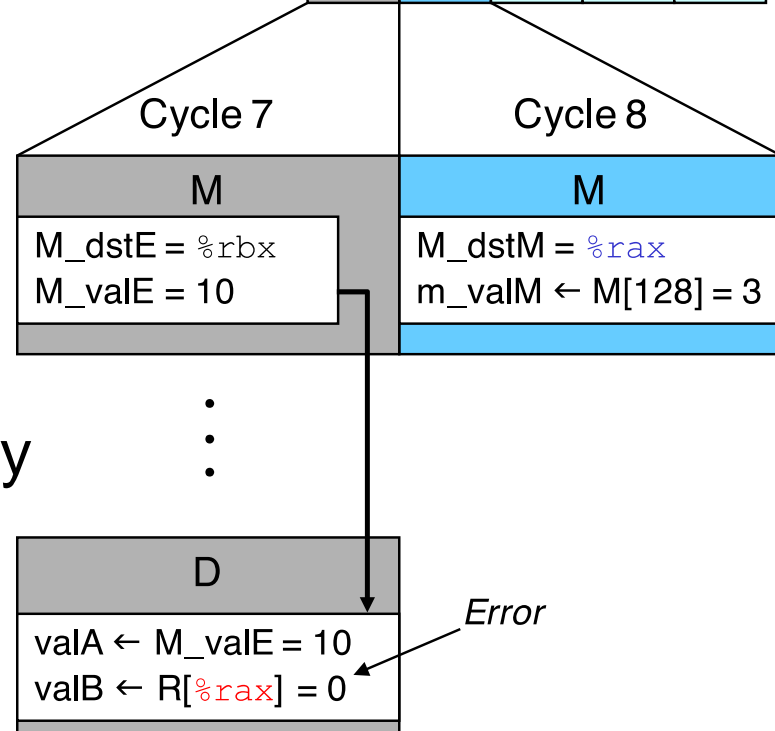 Cycle 7
Cycle 8
M
M
M_dstE = %rbx
M_valE = 10
M_dstM = %rax
m_valM ← M[128] = 3
y
D
Error
valA ← M_valE = 10
valB ← R[%rax] = 0